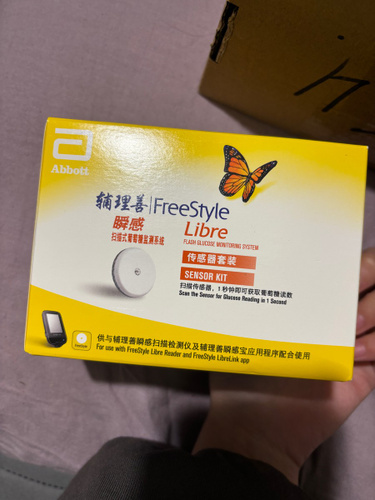 Abbott
辅理善 | FreeStyle
瞬感 Libre
扫描式葡萄糖监测系统 FLASH GLUCOSE MONITORING SYSTEM
传感器套装
SENSOR KIT
扫描传感器，1秒钟即可获取葡萄糖读数
Scan the Sensor for Glucose Reading in 1 Second
供与辅理善瞬感扫描检测仪及辅理善瞬感宝应用程序配合使用
For use with FreeStyle Libre Reader and FreeStyle LibreLink app